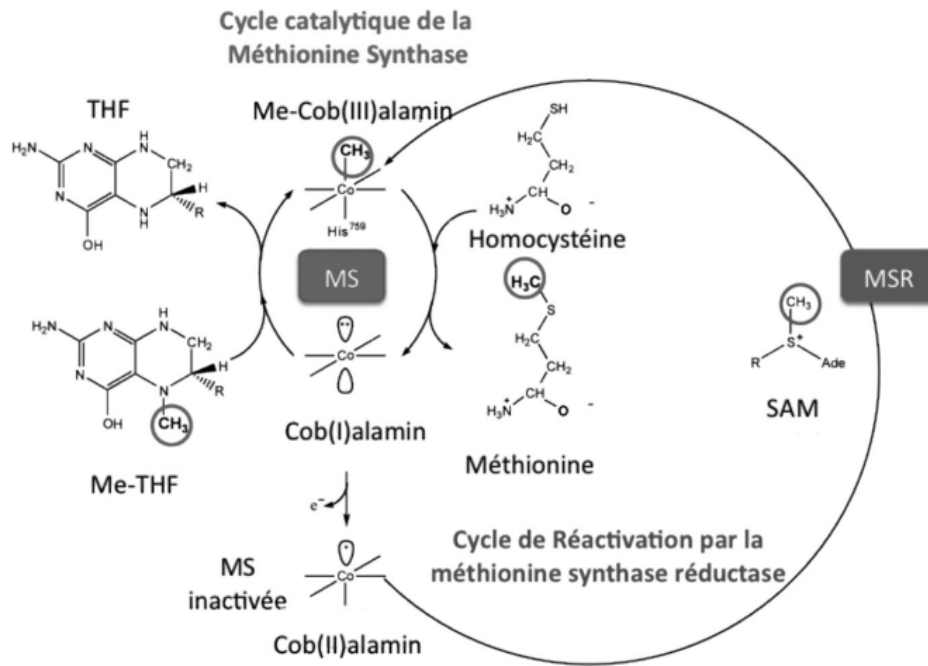 Cycle catalytique de la
Méthionine Synthase
THF
Me-Cob(III)alamin
H₂N
N
H
N
CH₂
H
R
N
N
H
OH
CH₃
Co
His⁷⁵⁹
SH
H₂C
CH₂
CH
H₃N⁺
O ⁻
Homocystéine
MS
MSR
H₃C
S
H₂C
CH₂
CH
H₃N⁺
O ⁻
Méthionine
CH₃
S⁺
R
Ade
SAM
H₂N
N
H
N
CH₂
H
R
N
N
OH
CH₃
Me-THF
Co
Cob(I)alamin
e⁻
Cycle de Réactivation par la
méthionine synthase réductase
MS
inactivée
Co
Cob(II)alamin